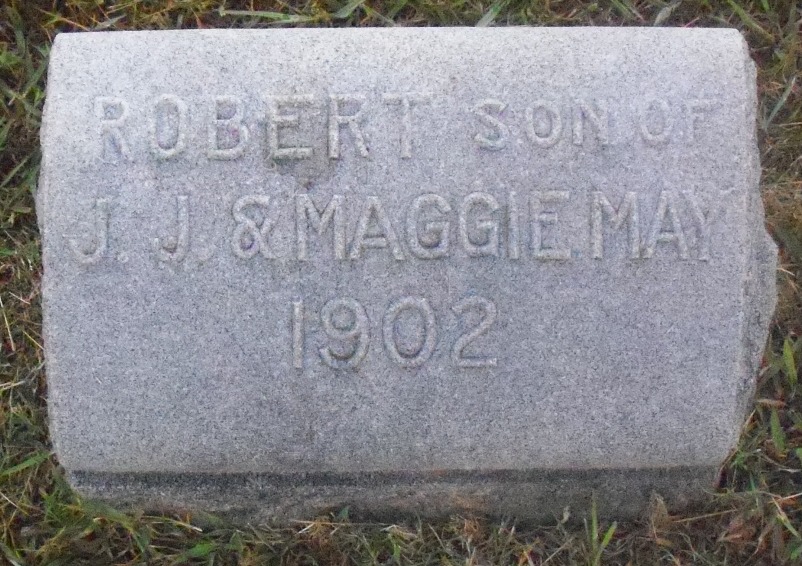 ROBERT SON OF
J. J. & MAGGIE MAY
1902